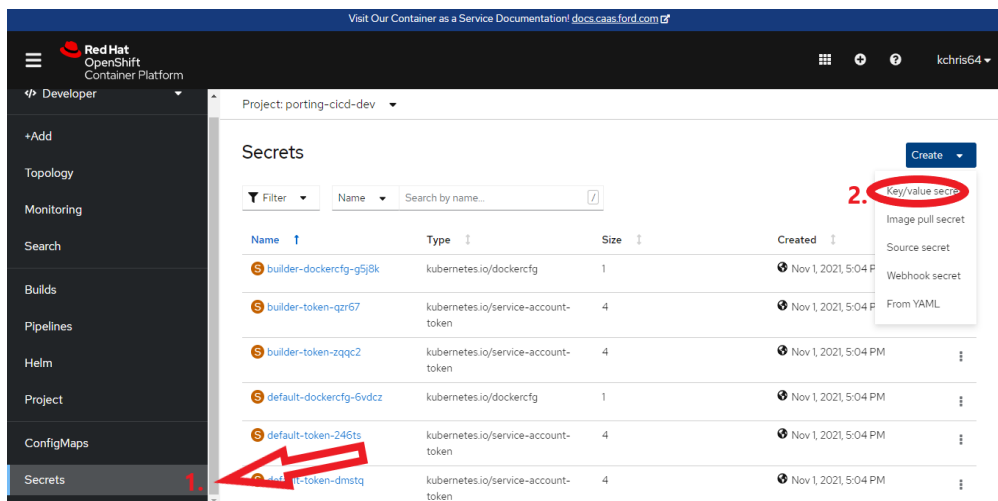 Visit Our Container as a Service Documentation! docs.caas.ford.com
Red Hat
OpenShift
Container Platform
kchris64
</> Developer
Project: porting-cicd-dev
+Add
Topology
Monitoring
Search
Builds
Pipelines
Helm
Project
ConfigMaps
Secrets
1.
Secrets
Create
2.
Key/value secre
Image pull secret
Source secret
Webhook secret
From YAML
Filter
Name
Search by name...
/
Name Type Size Created
S builder-dockercfg-g5j8k kubernetes.io/dockercfg 1 Nov 1, 2021, 5:04 P
S builder-token-qzr67 kubernetes.io/service-account- 4 Nov 1, 2021, 5:04 P
token
S builder-token-zqqc2 kubernetes.io/service-account- 4 Nov 1, 2021, 5:04 PM
token
S default-dockercfg-6vdcz kubernetes.io/dockercfg 1 Nov 1, 2021, 5:04 PM
S default-token-246ts kubernetes.io/service-account- 4 Nov 1, 2021, 5:04 PM
token
S lt-token-dmstq kubernetes.io/service-account- 4 Nov 1, 2021, 5:04 PM
token